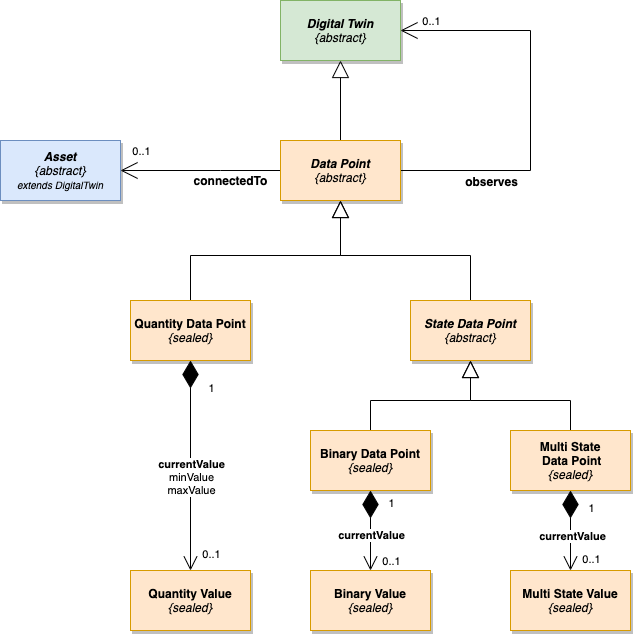 Digital Twin
{abstract}
0..1
Asset
{abstract}
extends DigitalTwin
0..1
connectedTo
Data Point
{abstract}
observes
Quantity Data Point
{sealed}
State Data Point
{abstract}
1
currentValue
minValue
maxValue
0..1
Binary Data Point
{sealed}
Multi State
Data Point
{sealed}
1
currentValue
0..1
1
currentValue
0..1
Quantity Value
{sealed}
Binary Value
{sealed}
Multi State Value
{sealed}